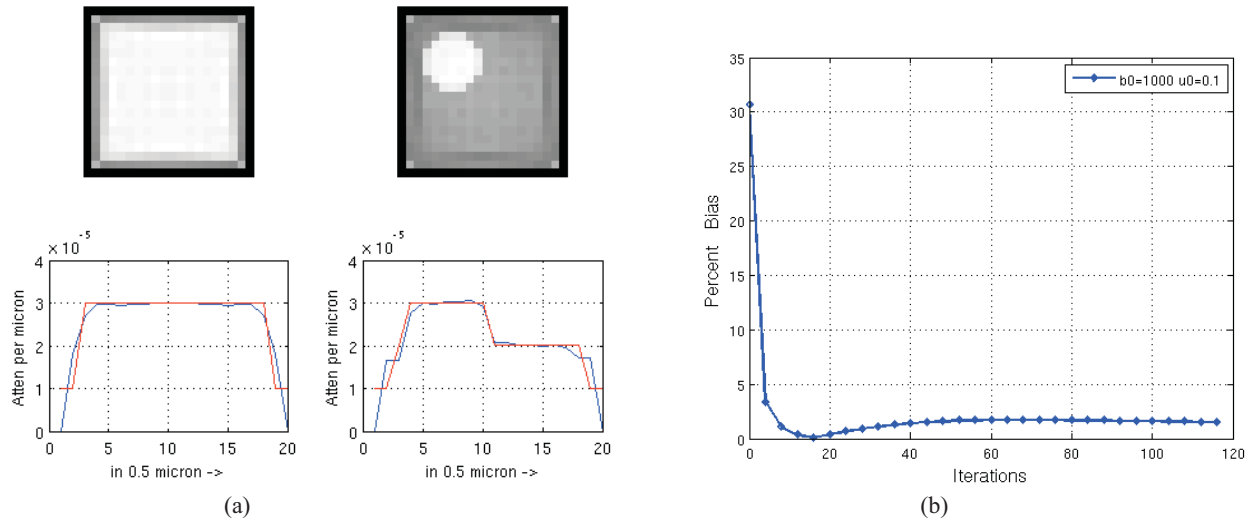 × 10⁻⁵
4
3
2
1
0
Atten per micron
0 5 10 15 20
in 0.5 micron ->
× 10⁻⁵
4
3
2
1
0
Atten per micron
0 5 10 15 20
in 0.5 micron ->
(a)
35
30
25
20
15
10
5
0
Percent Bias
b0=1000 u0=0.1
0 20 40 60 80 100 120
Iterations
(b)